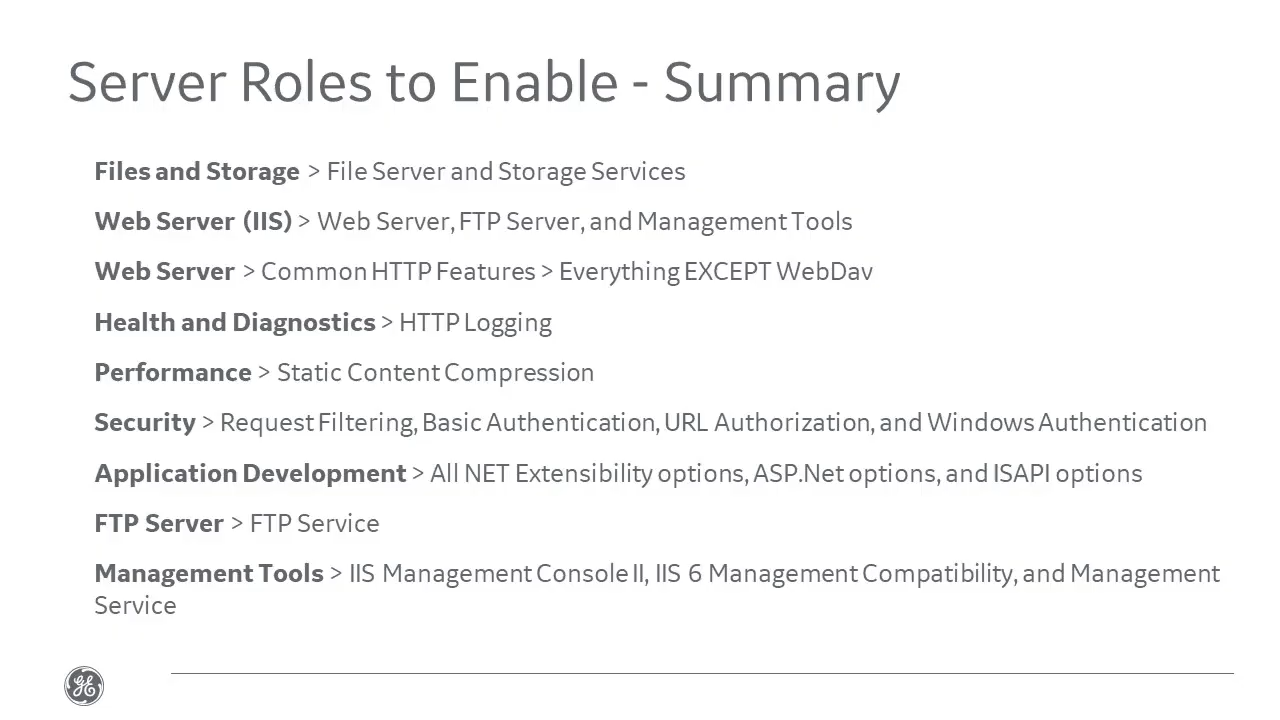 Server Roles to Enable - Summary
Files and Storage > File Server and Storage Services
Web Server (IIS) > Web Server, FTP Server, and Management Tools
Web Server > Common HTTP Features > Everything EXCEPT WebDav
Health and Diagnostics > HTTP Logging
Performance > Static Content Compression
Security > Request Filtering, Basic Authentication, URL Authorization, and Windows Authentication
Application Development > All NET Extensibility options, ASP.Net options, and ISAPI options
FTP Server > FTP Service
Management Tools > IIS Management Console II, IIS 6 Management Compatibility, and Management
Service
GE